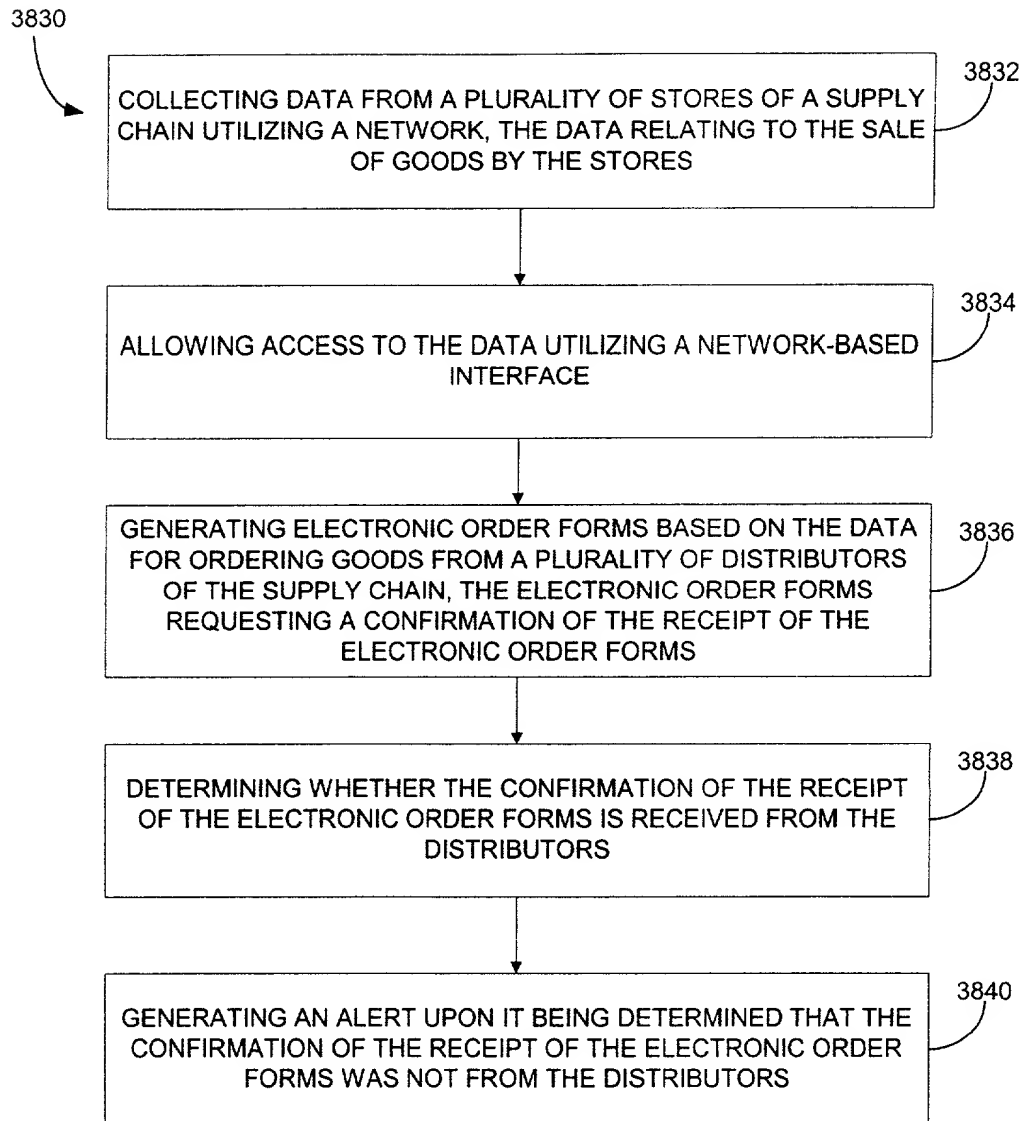 3830
3832
COLLECTING DATA FROM A PLURALITY OF STORES OF A SUPPLY
CHAIN UTILIZING A NETWORK, THE DATA RELATING TO THE SALE
OF GOODS BY THE STORES
3834
ALLOWING ACCESS TO THE DATA UTILIZING A NETWORK-BASED
INTERFACE
3836
GENERATING ELECTRONIC ORDER FORMS BASED ON THE DATA
FOR ORDERING GOODS FROM A PLURALITY OF DISTRIBUTORS
OF THE SUPPLY CHAIN, THE ELECTRONIC ORDER FORMS
REQUESTING A CONFIRMATION OF THE RECEIPT OF THE
ELECTRONIC ORDER FORMS
3838
DETERMINING WHETHER THE CONFIRMATION OF THE RECEIPT
OF THE ELECTRONIC ORDER FORMS IS RECEIVED FROM THE
DISTRIBUTORS
3840
GENERATING AN ALERT UPON IT BEING DETERMINED THAT THE
CONFIRMATION OF THE RECEIPT OF THE ELECTRONIC ORDER
FORMS WAS NOT FROM THE DISTRIBUTORS